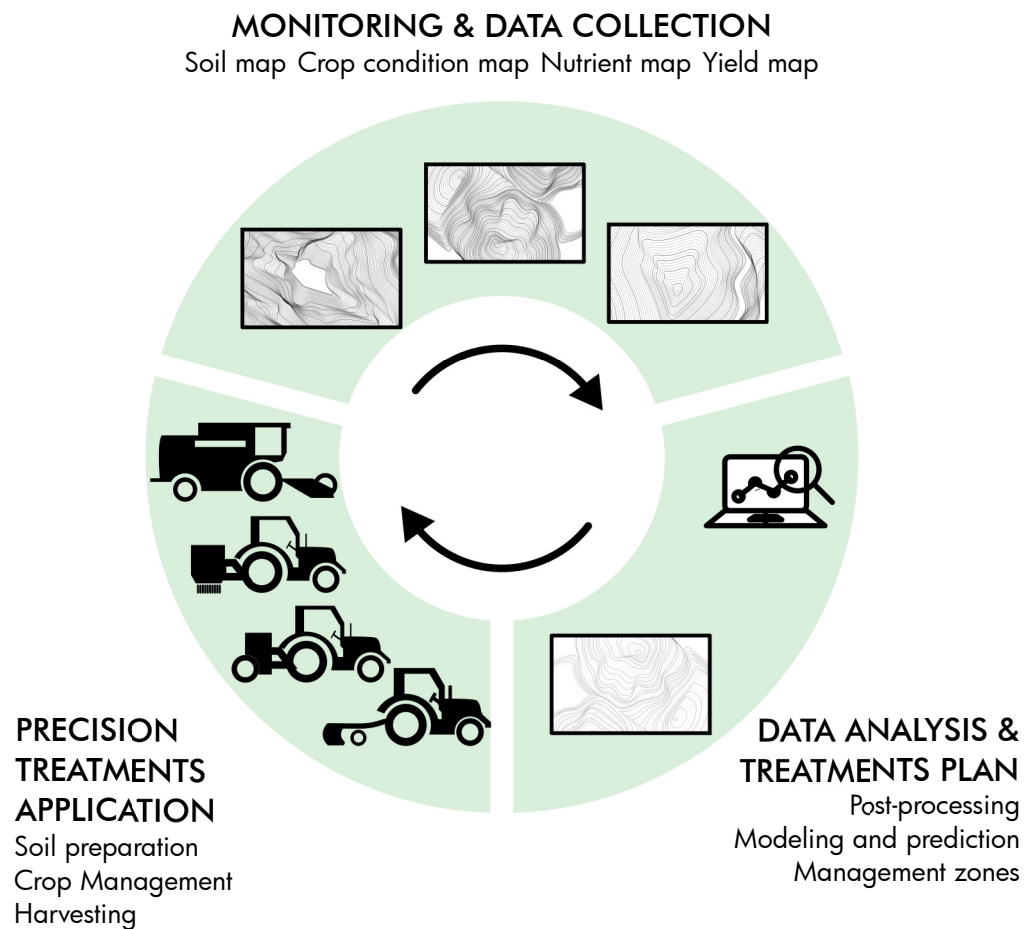 MONITORING & DATA COLLECTION
Soil map Crop condition map Nutrient map Yield map
PRECISION
TREATMENTS
APPLICATION
Soil preparation
Crop Management
Harvesting
DATA ANALYSIS &
TREATMENTS PLAN
Post-processing
Modeling and prediction
Management zones